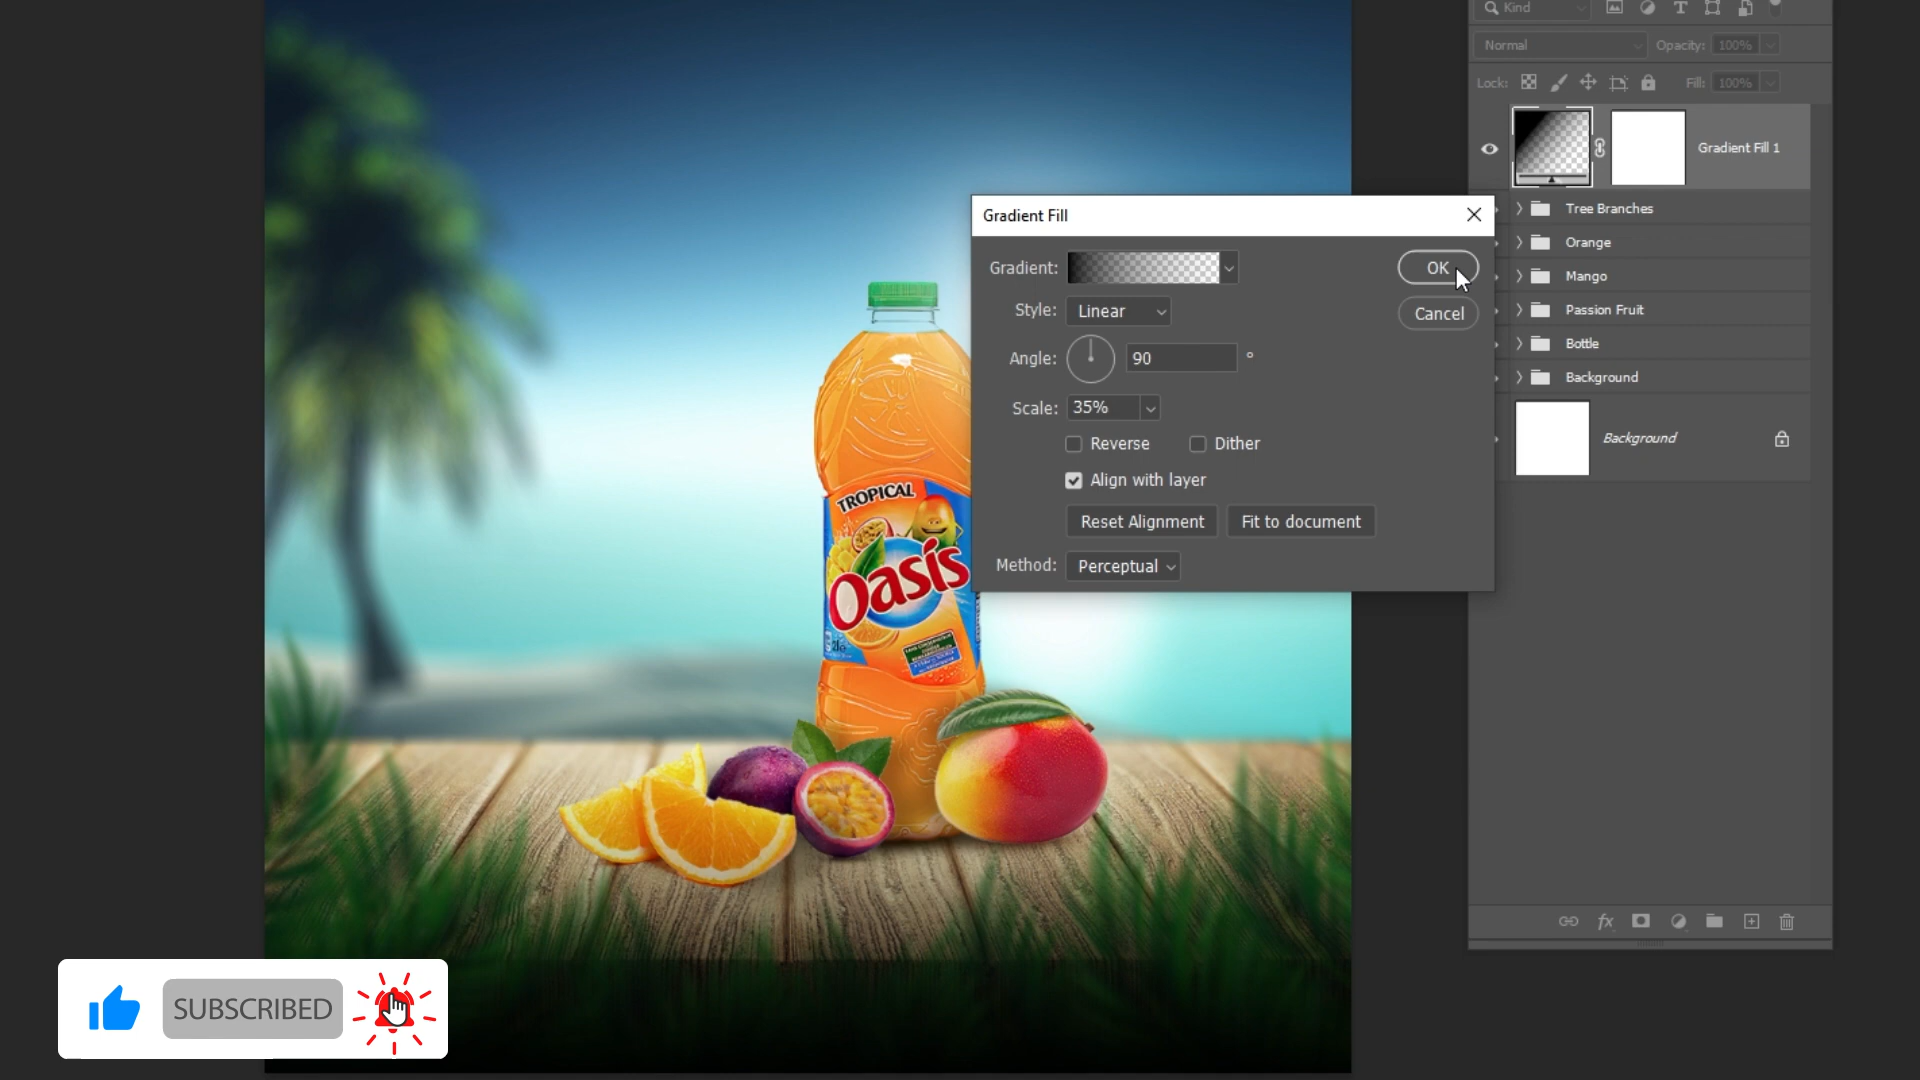 Kind
Normal
Opacity: 100%
Lock:
Fill: 100%
Gradient Fill 1
Tree Branches
Orange
Mango
Passion Fruit
Bottle
Background
Background
fx
Gradient Fill
Gradient:
OK
Style: Linear
Cancel
Angle: 90 °
Scale: 35%
Reverse
Dither
Align with layer
Reset Alignment
Fit to document
Method: Perceptual
TROPICAL
Oasis
SUBSCRIBED